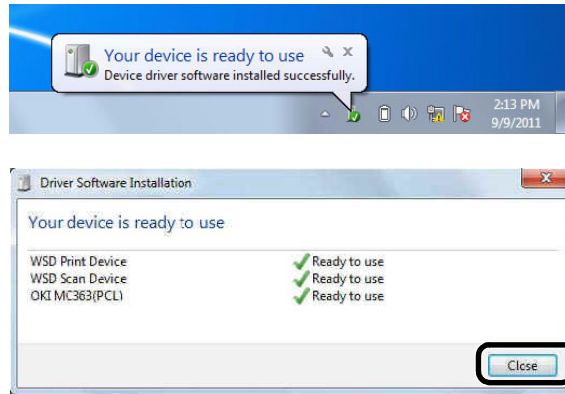 Your device is ready to use
Device driver software installed successfully.
2:13 PM
9/9/2011
Driver Software Installation
Your device is ready to use
WSD Print Device Ready to use
WSD Scan Device Ready to use
OKI MC363(PCL) Ready to use
Close